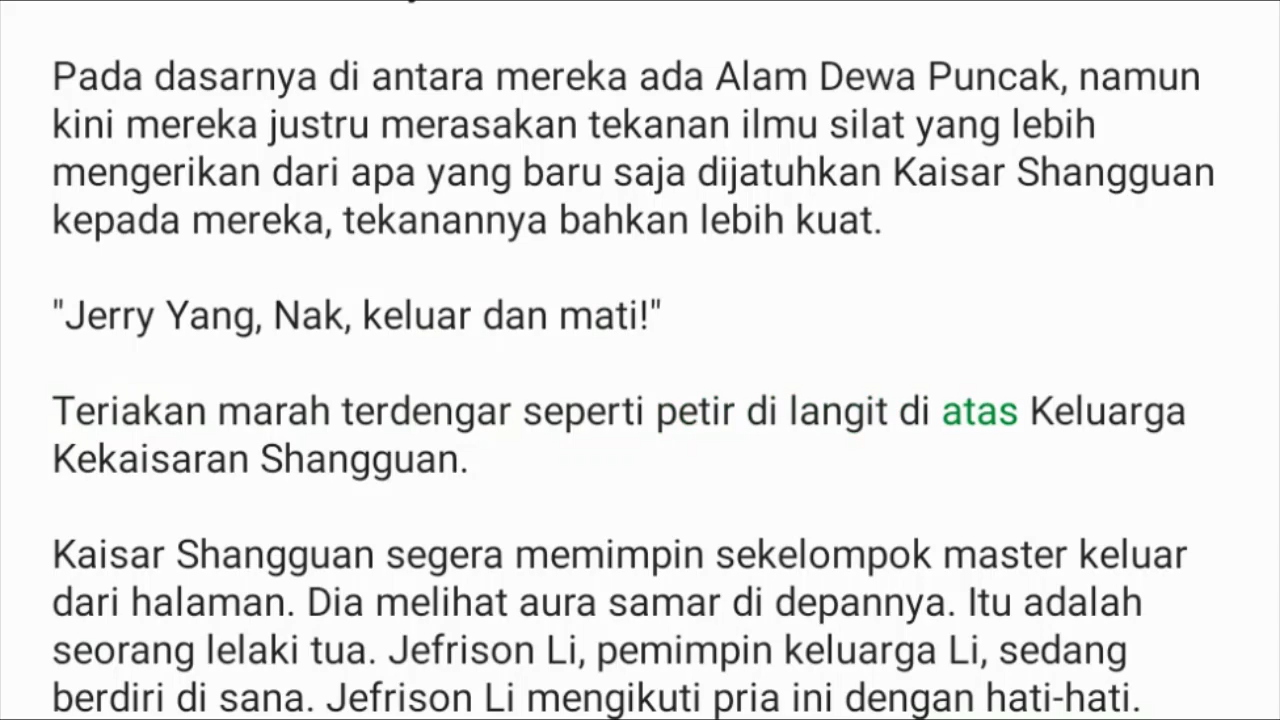 Pada dasarnya di antara mereka ada Alam Dewa Puncak, namun
kini mereka justru merasakan tekanan ilmu silat yang lebih
mengerikan dari apa yang baru saja dijatuhkan Kaisar Shangguan
kepada mereka, tekanannya bahkan lebih kuat.
"Jerry Yang, Nak, keluar dan mati!"
Teriakan marah terdengar seperti petir di langit di atas Keluarga
Kekaisaran Shangguan.
Kaisar Shangguan segera memimpin sekelompok master keluar
dari halaman. Dia melihat aura samar di depannya. Itu adalah
seorang lelaki tua. Jefrison Li, pemimpin keluarga Li, sedang
berdiri di sana. Jefrison Li mengikuti pria ini dengan hati-hati.